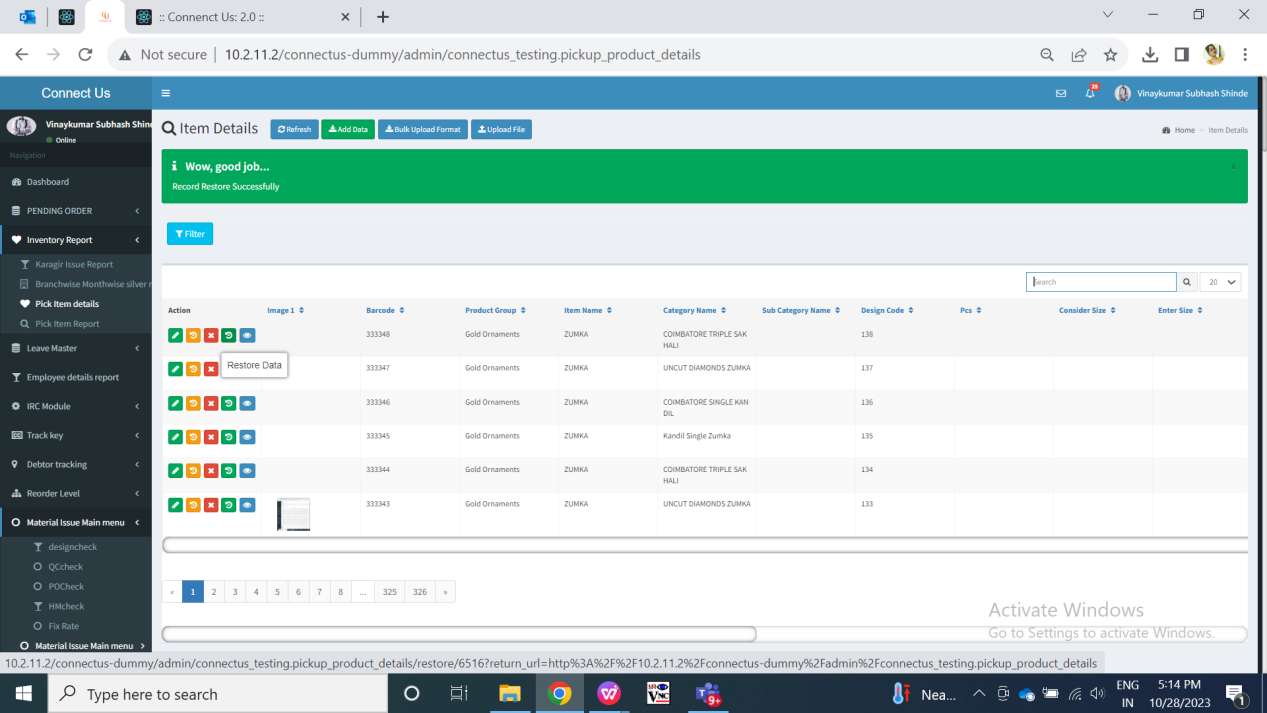 :: Connenct Us: 2.0 ::
Not secure | 10.2.11.2/connectus-dummy/admin/connectus_testing.pickup_product_details
Connect Us
28
Vinaykumar Subhash Shinde
Vinaykumar Subhash Shin
Online
Navigation
Dashboard
PENDING ORDER
Inventory Report
Karagir Issue Report
Branchwise Monthwise silver r
Pick Item details
Pick Item Report
Leave Master
Employee details report
IRC Module
Track key
Debtor tracking
Reorder Level
Material Issue Main menu
designcheck
QCcheck
POCheck
HMcheck
Fix Rate
Material Issue Main menu
Item Details Refresh Add Data Bulk Upload Format Upload File
Home > Item Details
Wow, good job... ×
Record Restore Successfully
Filter
Search 20
Action Image 1 Barcode Product Group Item Name Category Name Sub Category Name Design Code Pcs Consider Size Enter Size
333348 Gold Ornaments ZUMKA COIMBATORE TRIPLE SAK 138
HALI
Restore Data
333347 Gold Ornaments ZUMKA UNCUT DIAMONDS ZUMKA 137
333346 Gold Ornaments ZUMKA COIMBATORE SINGLE KAN 136
DIL
333345 Gold Ornaments ZUMKA Kandil Single Zumka 135
333344 Gold Ornaments ZUMKA COIMBATORE TRIPLE SAK 134
HALI
333343 Gold Ornaments ZUMKA UNCUT DIAMONDS ZUMKA 133
« 1 2 3 4 5 6 7 8 ... 325 326 »
Activate Windows
Go to Settings to activate Windows.
10.2.11.2/connectus-dummy/admin/connectus_testing.pickup_product_details/restore/6516?return_url=http%3A%2F%2F10.2.11.2%2Fconnectus-dummy%2Fadmin%2Fconnectus_testing.pickup_product_details
Type here to search
9+
Nea...
ENG
IN
5:14 PM
10/28/2023
1